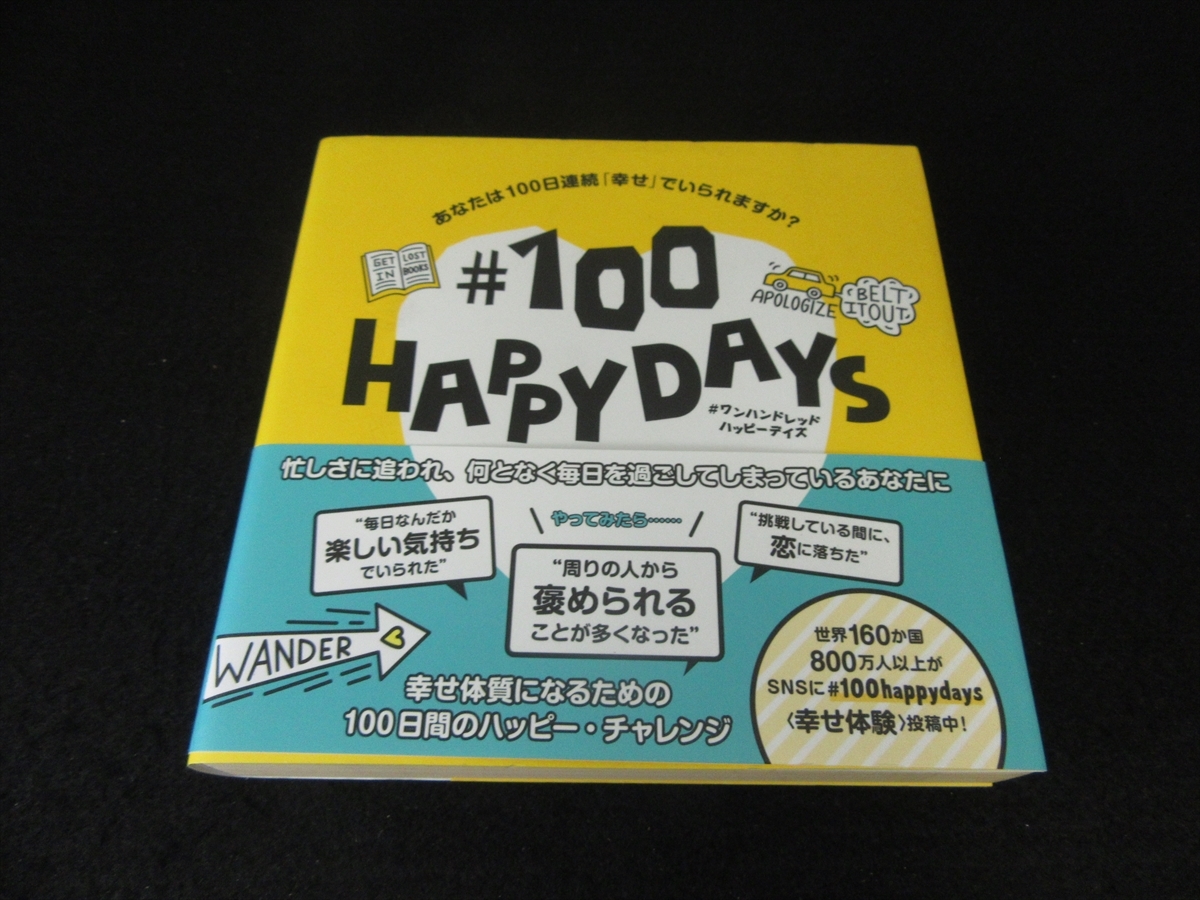 あなたは100日連続「幸せ」でいられますか?
GET LOST
IN BOOKS
#100
APOLOGIZE
BELT
IT OUT
HAPPY DAYS
#ワンハンドレッド
ハッピーデイズ
忙しさに追われ、何となく毎日を過ごしてしまっているあなたに
“毎日なんだか
楽しい気持ち
でいられた”
やってみたら……
“周りの人から
褒められる
ことが多くなった”
“挑戦している間に、
恋に落ちた”
WANDER
幸せ体質になるための
100日間のハッピー・チャレンジ
世界160か国
800万人以上が
SNSに#100happydays
〈幸せ体験〉投稿中!